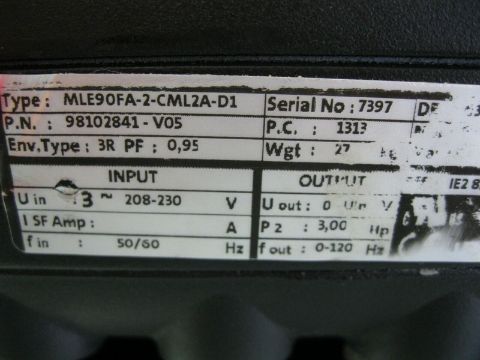 Type: MLE90FA-2-CML2A-D1 Serial No: 7397 DE
P.N. : 98102841 - V05 P.C. : 1313
Env.Type : 3R PF : 0,95 Wgt : 27 kg
INPUT OUTPUT IE2
U in : 3 ~ 208-230 V U out : 0 V
I SF Amp : A P 2 : 3,00 Hp
f in : 50/60 Hz f out : 0-120 Hz